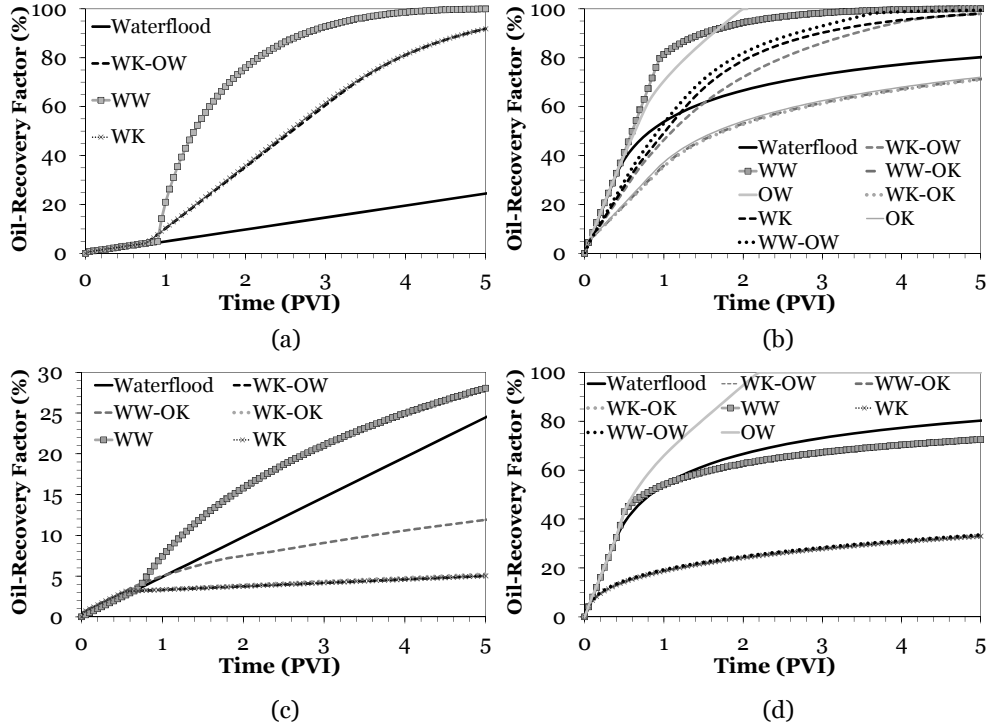 Oil-Recovery Factor (%)
100
80
60
40
20
0
Waterflood
WK-OW
WW
WK
0 1 2 3 4 5
Time (PVI)
(a)
Oil-Recovery Factor (%)
100
80
60
40
20
0
Waterflood WK-OW
WW WW-OK
OW WK-OK
WK OK
WW-OW
0 1 2 3 4 5
Time (PVI)
(b)
Oil-Recovery Factor (%)
30
25
20
15
10
5
0
Waterflood WK-OW
WW-OK WK-OK
WW WK
0 1 2 3 4 5
Time (PVI)
(c)
Oil-Recovery Factor (%)
100
80
60
40
20
0
Waterflood WK-OW WW-OK
WK-OK WW WK
WW-OW OW
0 1 2 3 4 5
Time (PVI)
(d)